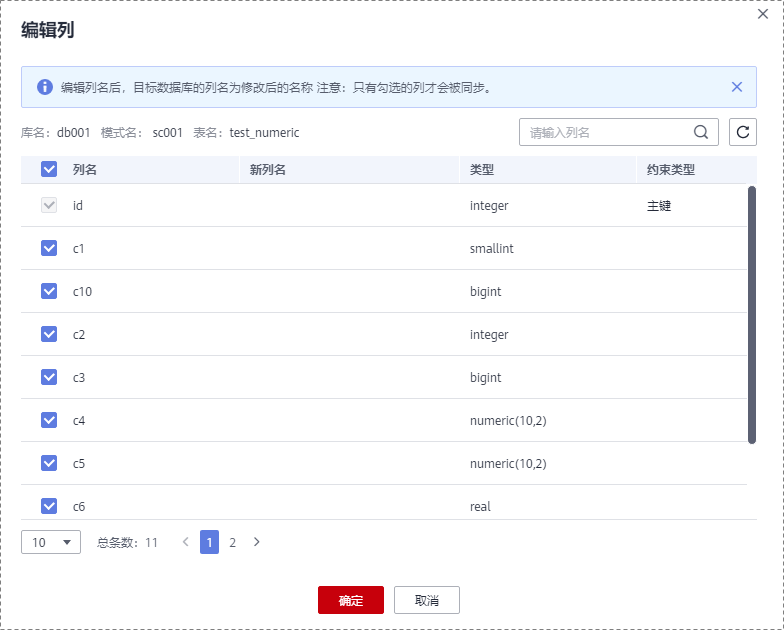 编辑列
编辑列名后，目标数据库的列名为修改后的名称 注意：只有勾选的列才会被同步。
库名： db001 模式名： sc001 表名： test_numeric 请输入列名
列名 新列名 类型 约束类型
id integer 主键
c1 smallint
c10 bigint
c2 integer
c3 bigint
c4 numeric(10,2)
c5 numeric(10,2)
c6 real
10 总条数： 11 1 2
确定 取消